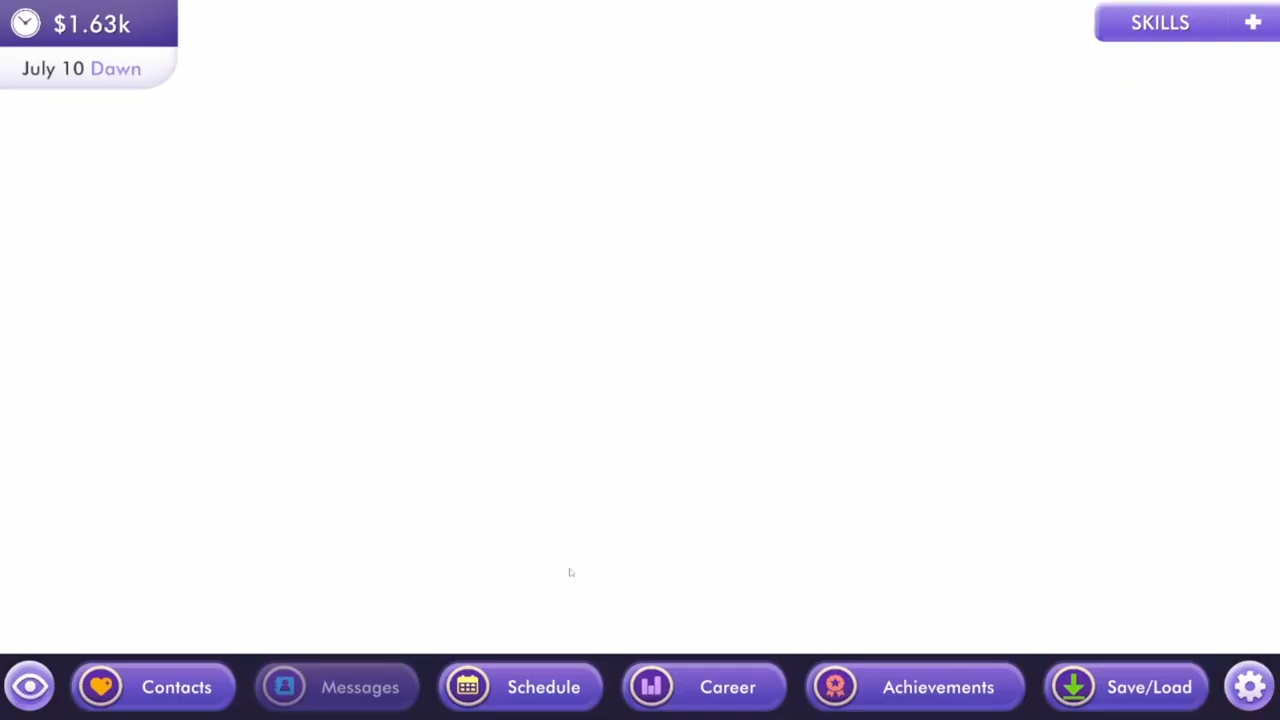 $1.63k
SKILLS
July 10 Dawn
Contacts
Messages
Schedule
Career
Achievements
Save/Load